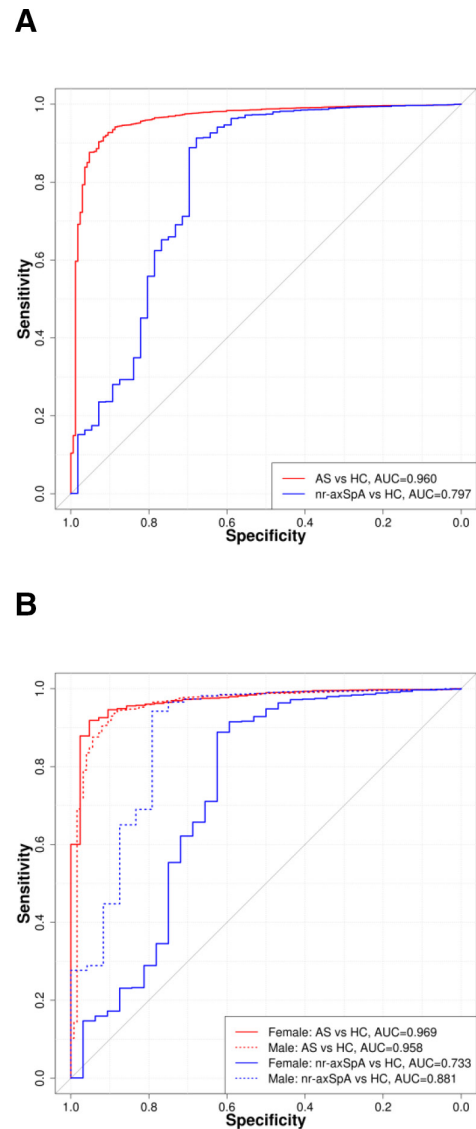 A
1.0
0.8
0.6
0.4
0.2
0.0
Sensitivity
AS vs HC, AUC=0.960
nr-axSpA vs HC, AUC=0.797
1.0 0.8 0.6 0.4 0.2 0.0
Specificity
B
1.0
0.8
0.6
0.4
0.2
0.0
Sensitivity
Female: AS vs HC, AUC=0.969
Male: AS vs HC, AUC=0.958
Female: nr-axSpA vs HC, AUC=0.733
Male: nr-axSpA vs HC, AUC=0.881
1.0 0.8 0.6 0.4 0.2 0.0
Specificity